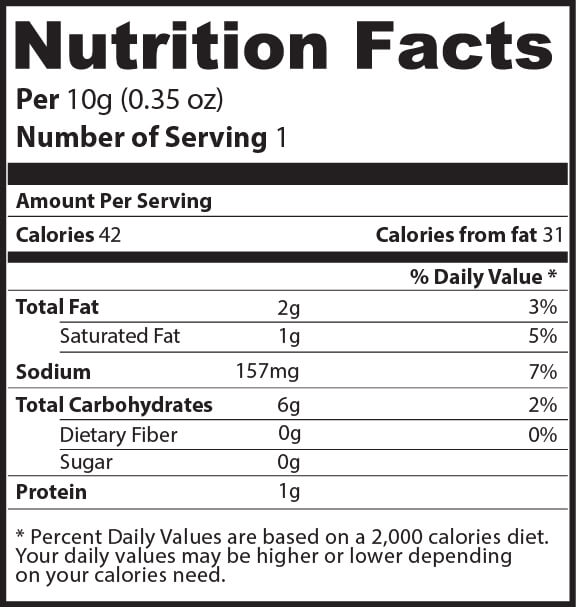 Nutrition Facts
Per 10g (0.35 oz)
Number of Serving 1
Amount Per Serving
Calories 42 Calories from fat 31
% Daily Value *
Total Fat 2g 3%
Saturated Fat 1g 5%
Sodium 157mg 7%
Total Carbohydrates 6g 2%
Dietary Fiber 0g 0%
Sugar 0g
Protein 1g
* Percent Daily Values are based on a 2,000 calories diet.
Your daily values may be higher or lower depending
on your calories need.